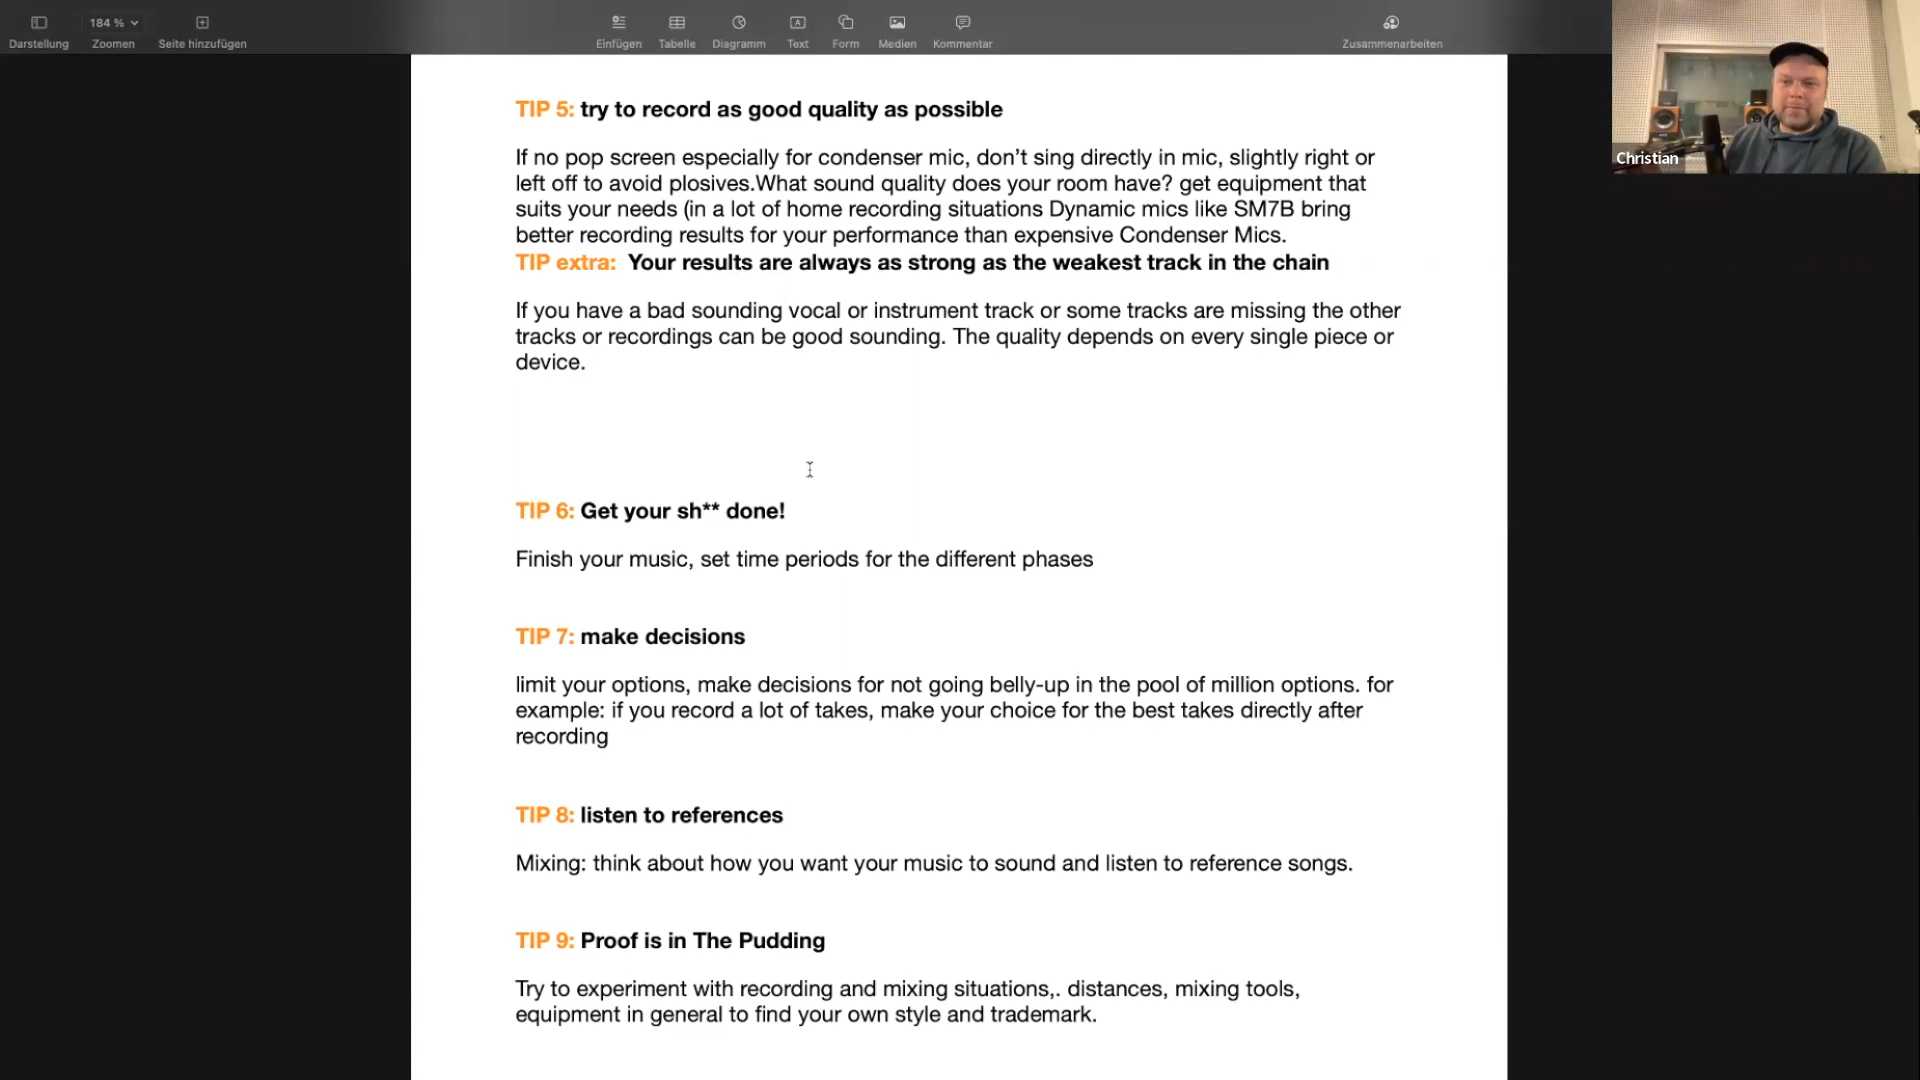 184 %
Darstellung
Zoomen
Seite hinzufügen
Einfügen
Tabelle
Diagramm
Text
Form
Medien
Kommentar
Zusammenarbeiten
Christian
TIP 5: try to record as good quality as possible
If no pop screen especially for condenser mic, don’t sing directly in mic, slightly right or
left off to avoid plosives.What sound quality does your room have? get equipment that
suits your needs (in a lot of home recording situations Dynamic mics like SM7B bring
better recording results for your performance than expensive Condenser Mics.
TIP extra: Your results are always as strong as the weakest track in the chain
If you have a bad sounding vocal or instrument track or some tracks are missing the other
tracks or recordings can be good sounding. The quality depends on every single piece or
device.
TIP 6: Get your sh** done!
Finish your music, set time periods for the different phases
TIP 7: make decisions
limit your options, make decisions for not going belly-up in the pool of million options. for
example: if you record a lot of takes, make your choice for the best takes directly after
recording
TIP 8: listen to references
Mixing: think about how you want your music to sound and listen to reference songs.
TIP 9: Proof is in The Pudding
Try to experiment with recording and mixing situations,. distances, mixing tools,
equipment in general to find your own style and trademark.